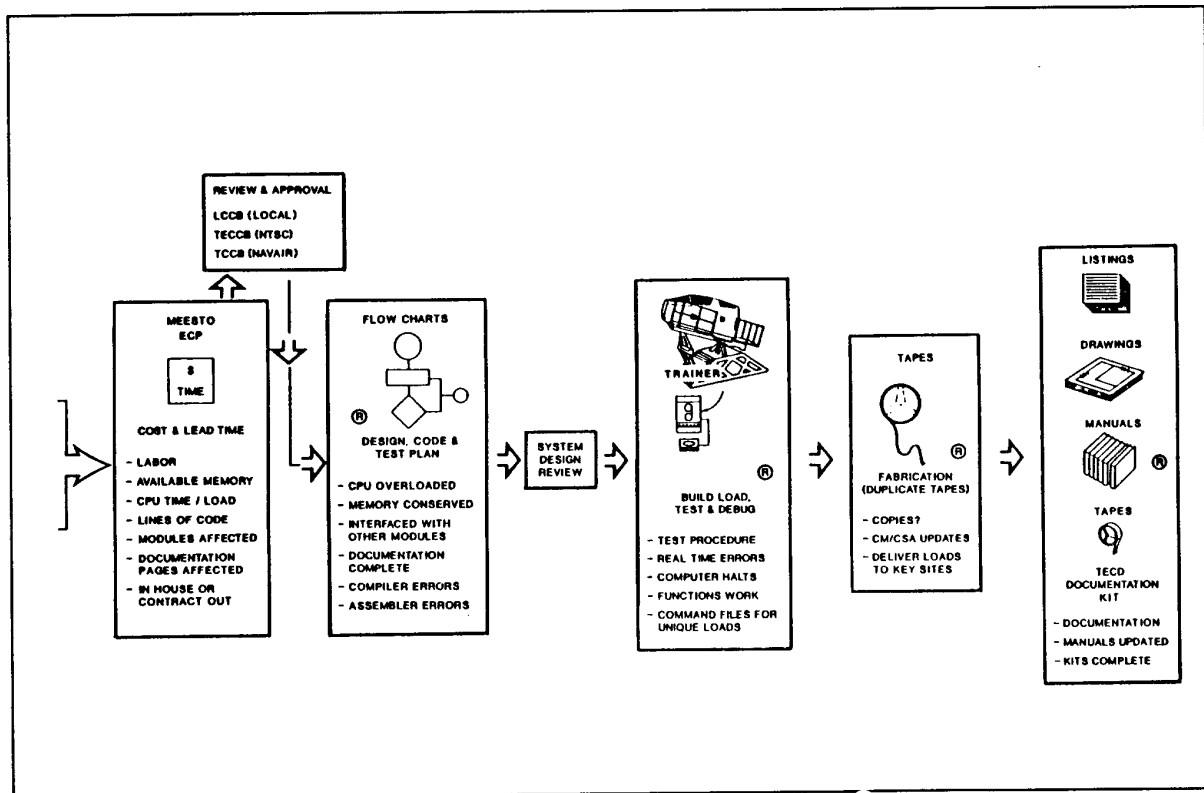 REVIEW & APPROVAL
LCCB (LOCAL)
TECCB (NTSC)
TCCB (NAVAIR)
MEESTO
ECP
$
TIME
COST & LEAD TIME
- LABOR
- AVAILABLE MEMORY
- CPU TIME / LOAD
- LINES OF CODE
- MODULES AFFECTED
- DOCUMENTATION
PAGES AFFECTED
- IN HOUSE OR
CONTRACT OUT
FLOW CHARTS
®
DESIGN, CODE &
TEST PLAN
- CPU OVERLOADED
- MEMORY CONSERVED
- INTERFACED WITH
OTHER MODULES
- DOCUMENTATION
COMPLETE
- COMPILER ERRORS
- ASSEMBLER ERRORS
SYSTEM
DESIGN
REVIEW
TRAINER
®
BUILD LOAD,
TEST & DEBUG
- TEST PROCEDURE
- REAL TIME ERRORS
- COMPUTER HALTS
- FUNCTIONS WORK
- COMMAND FILES FOR
UNIQUE LOADS
TAPES
®
FABRICATION
(DUPLICATE TAPES)
- COPIES?
- CM/CSA UPDATES
- DELIVER LOADS
TO KEY SITES
LISTINGS
DRAWINGS
MANUALS
®
TAPES
TECD
DOCUMENTATION
KIT
- DOCUMENTATION
- MANUALS UPDATED
- KITS COMPLETE